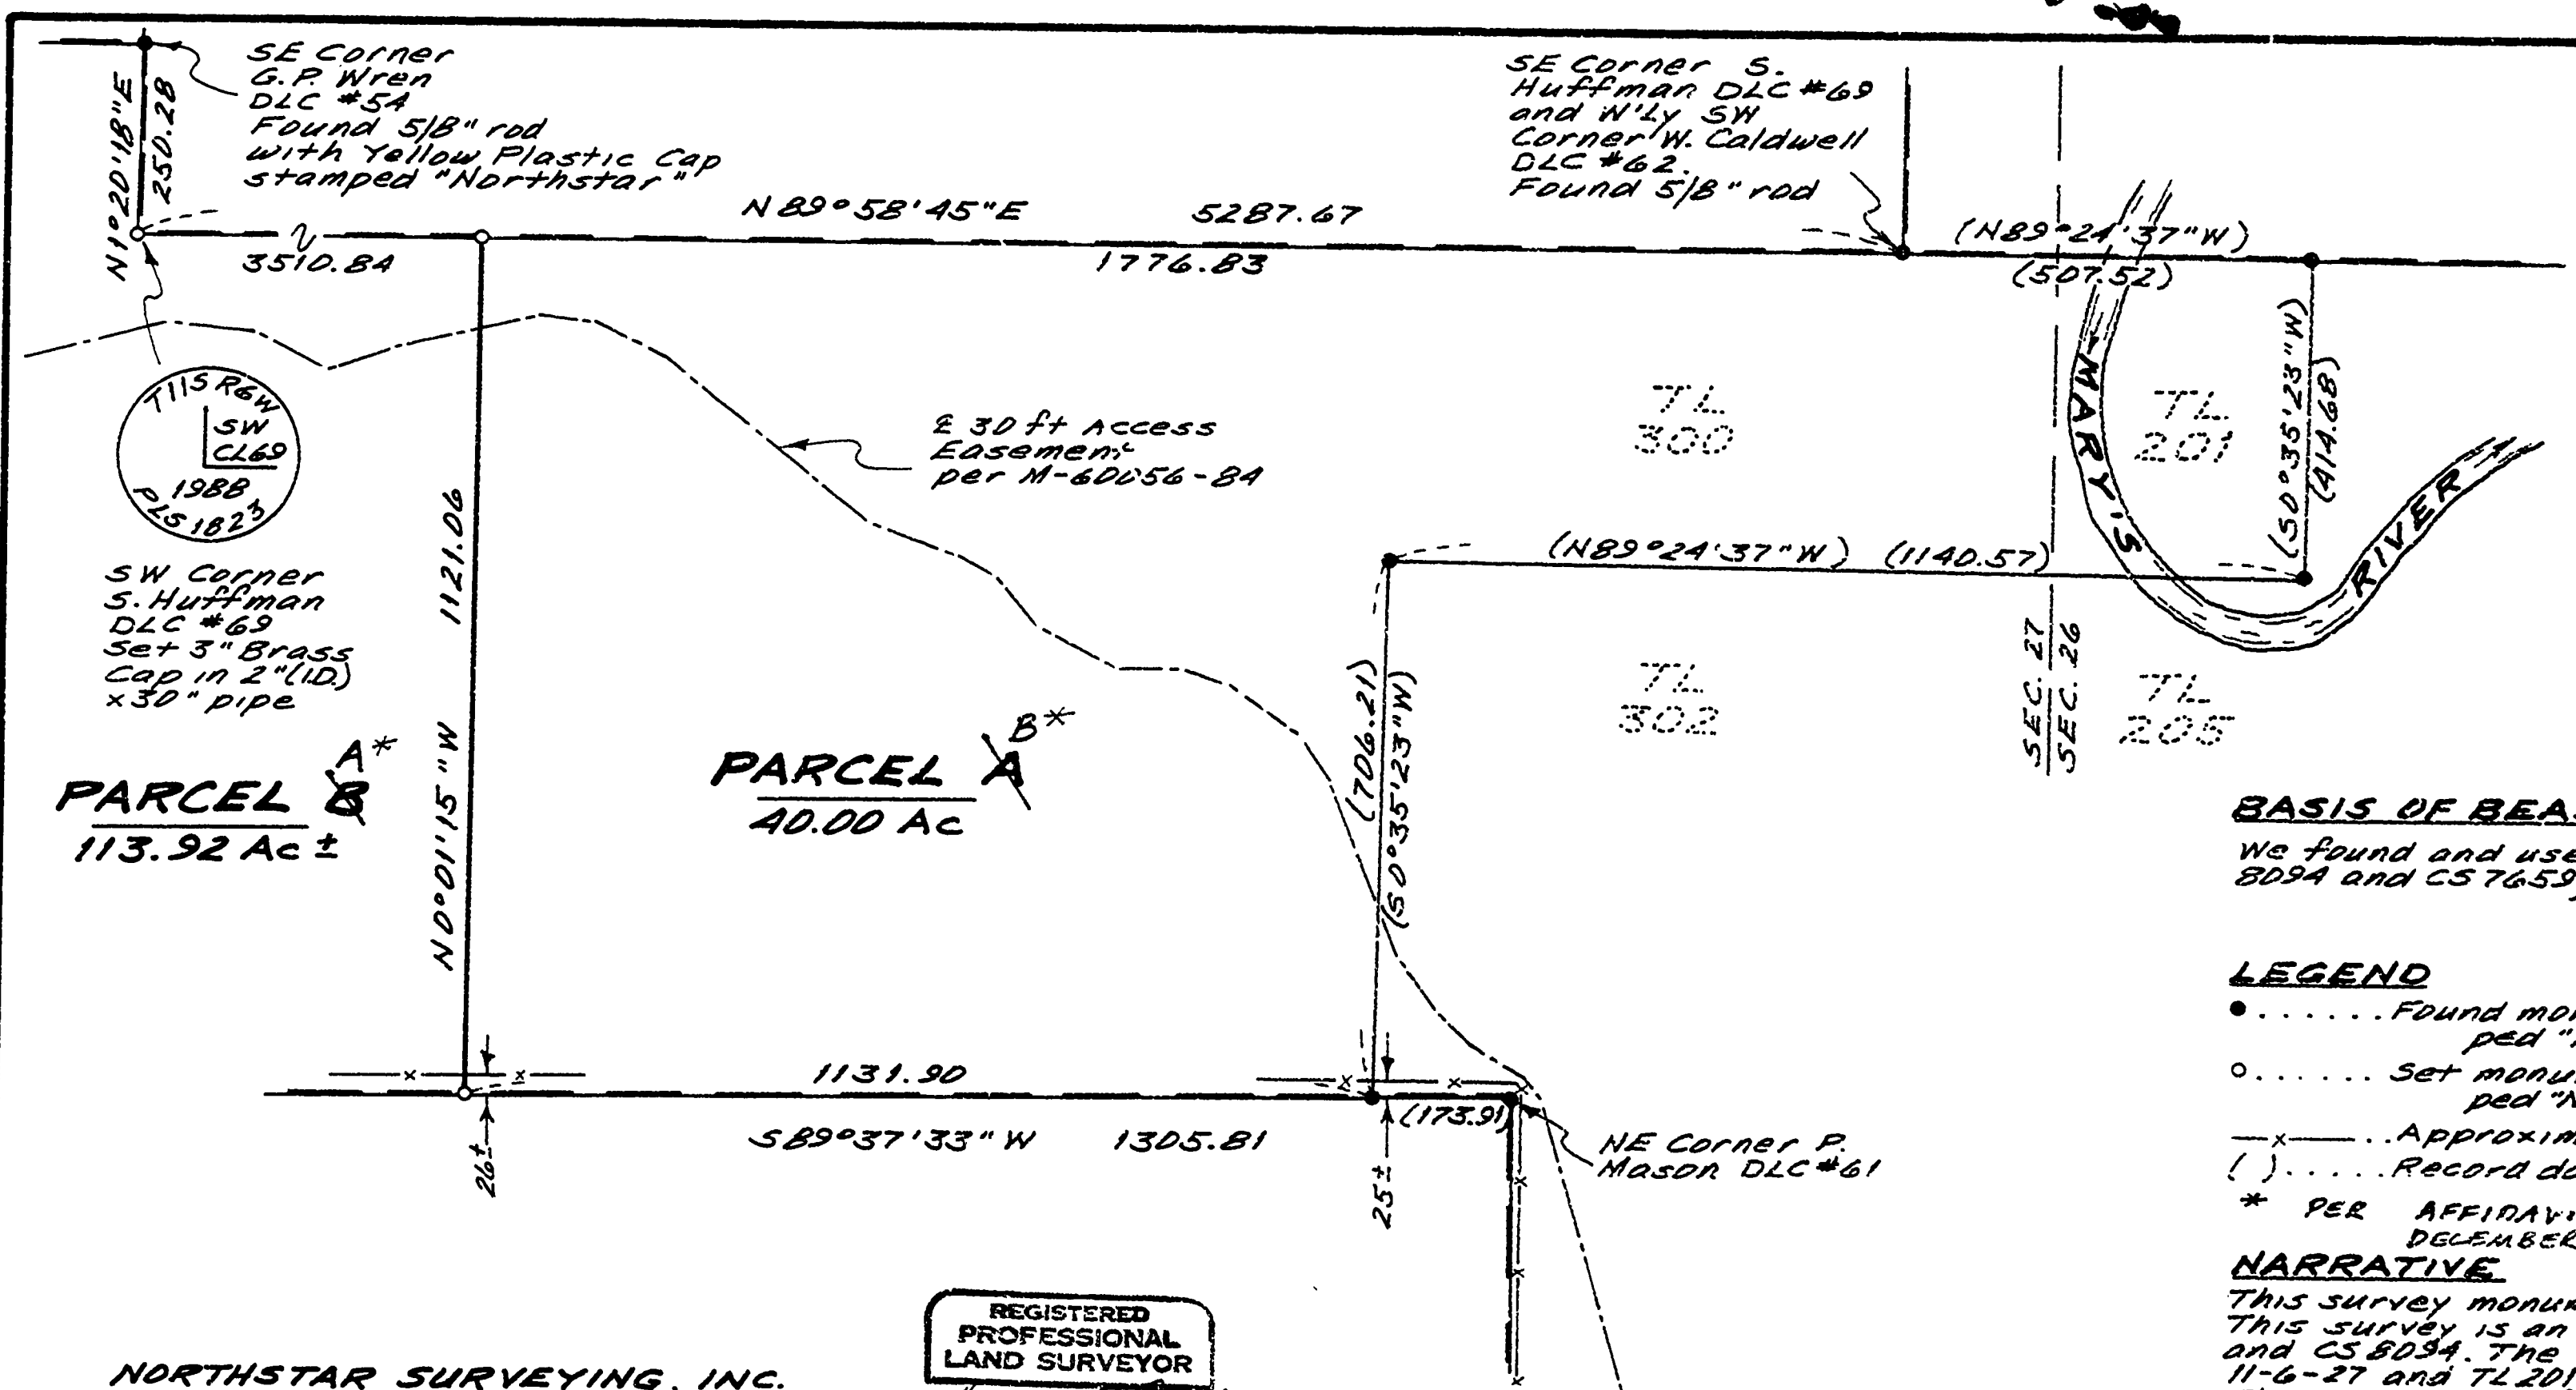 SE Corner
G.P. Wren
DLC #54
Found 5/8" rod
with Yellow Plastic Cap
stamped "Northstar"
N1°20'18"E
250.28
SE Corner S.
Huffman DLC #69
and W'ly SW
Corner W. Caldwell
DLC #62.
Found 5/8" rod
N89°58'45"E 5287.67
3510.84
1776.83
(N89°24'37"W)
(507.52)
(S0°35'23"W)
(414.68)
T11S R6W
SW
CL69
1988
PLS 1823
SW Corner
S. Huffman
DLC #69
Set 3" Brass
Cap in 2"(I.D.)
x30" pipe
N0°01'15"W 1121.06
℄ 30 ft Access
Easement
per M-60056-84
TL
300
TL
201
MARY'S RIVER
(N89°24'37"W) (1140.57)
TL
302
SEC. 27
SEC. 26
TL
205
(706.21)
(S0°35'23"W)
A*
PARCEL B
113.92 Ac ±
B*
PARCEL A
40.00 Ac
1131.90
(173.91)
S89°37'33"W 1305.81
26±
25±
NE Corner P.
Mason DLC #61
BASIS OF BEA
We found and use
8094 and CS 7659
LEGEND
●......Found mo
ped "
○......Set monu
ped "N
—x—..Approxim
( ).....Record da
* PER AFFIDAVI
DECEMBER
NARRATIVE
This survey monu
This survey is an
and CS 8094. The
11-6-27 and TL 201
REGISTERED
PROFESSIONAL
LAND SURVEYOR
NORTHSTAR SURVEYING, INC.